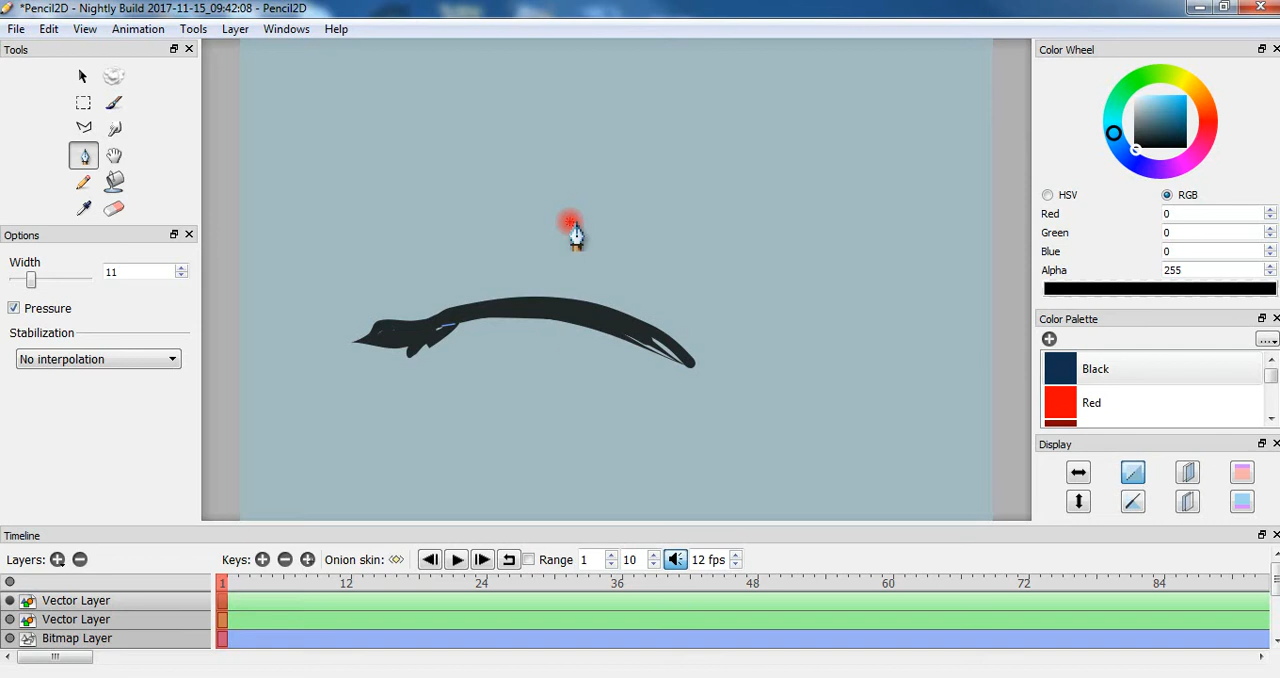 *Pencil2D - Nightly Build 2017-11-15_09:42:08 - Pencil2D
File Edit View Animation Tools Layer Windows Help
Tools
Color Wheel
HSV RGB
Red 0
Green 0
Blue 0
Alpha 255
Options
Width
11
Pressure
Stabilization
No interpolation
Color Palette
...
Black
Red
Display
Timeline
Layers: Keys: Onion skin: Range 1 10 12 fps
1 12 24 36 48 60 72 84
Vector Layer
Vector Layer
Bitmap Layer